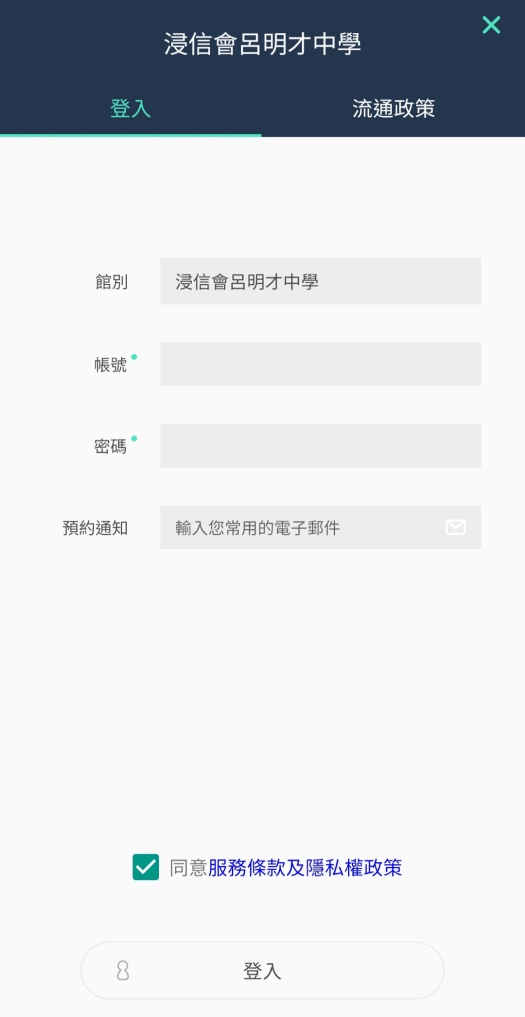 浸信會呂明才中學
登入
流通政策
館別
浸信會呂明才中學
帳號
密碼
預約通知
輸入您常用的電子郵件
同意服務條款及隱私權政策
登入